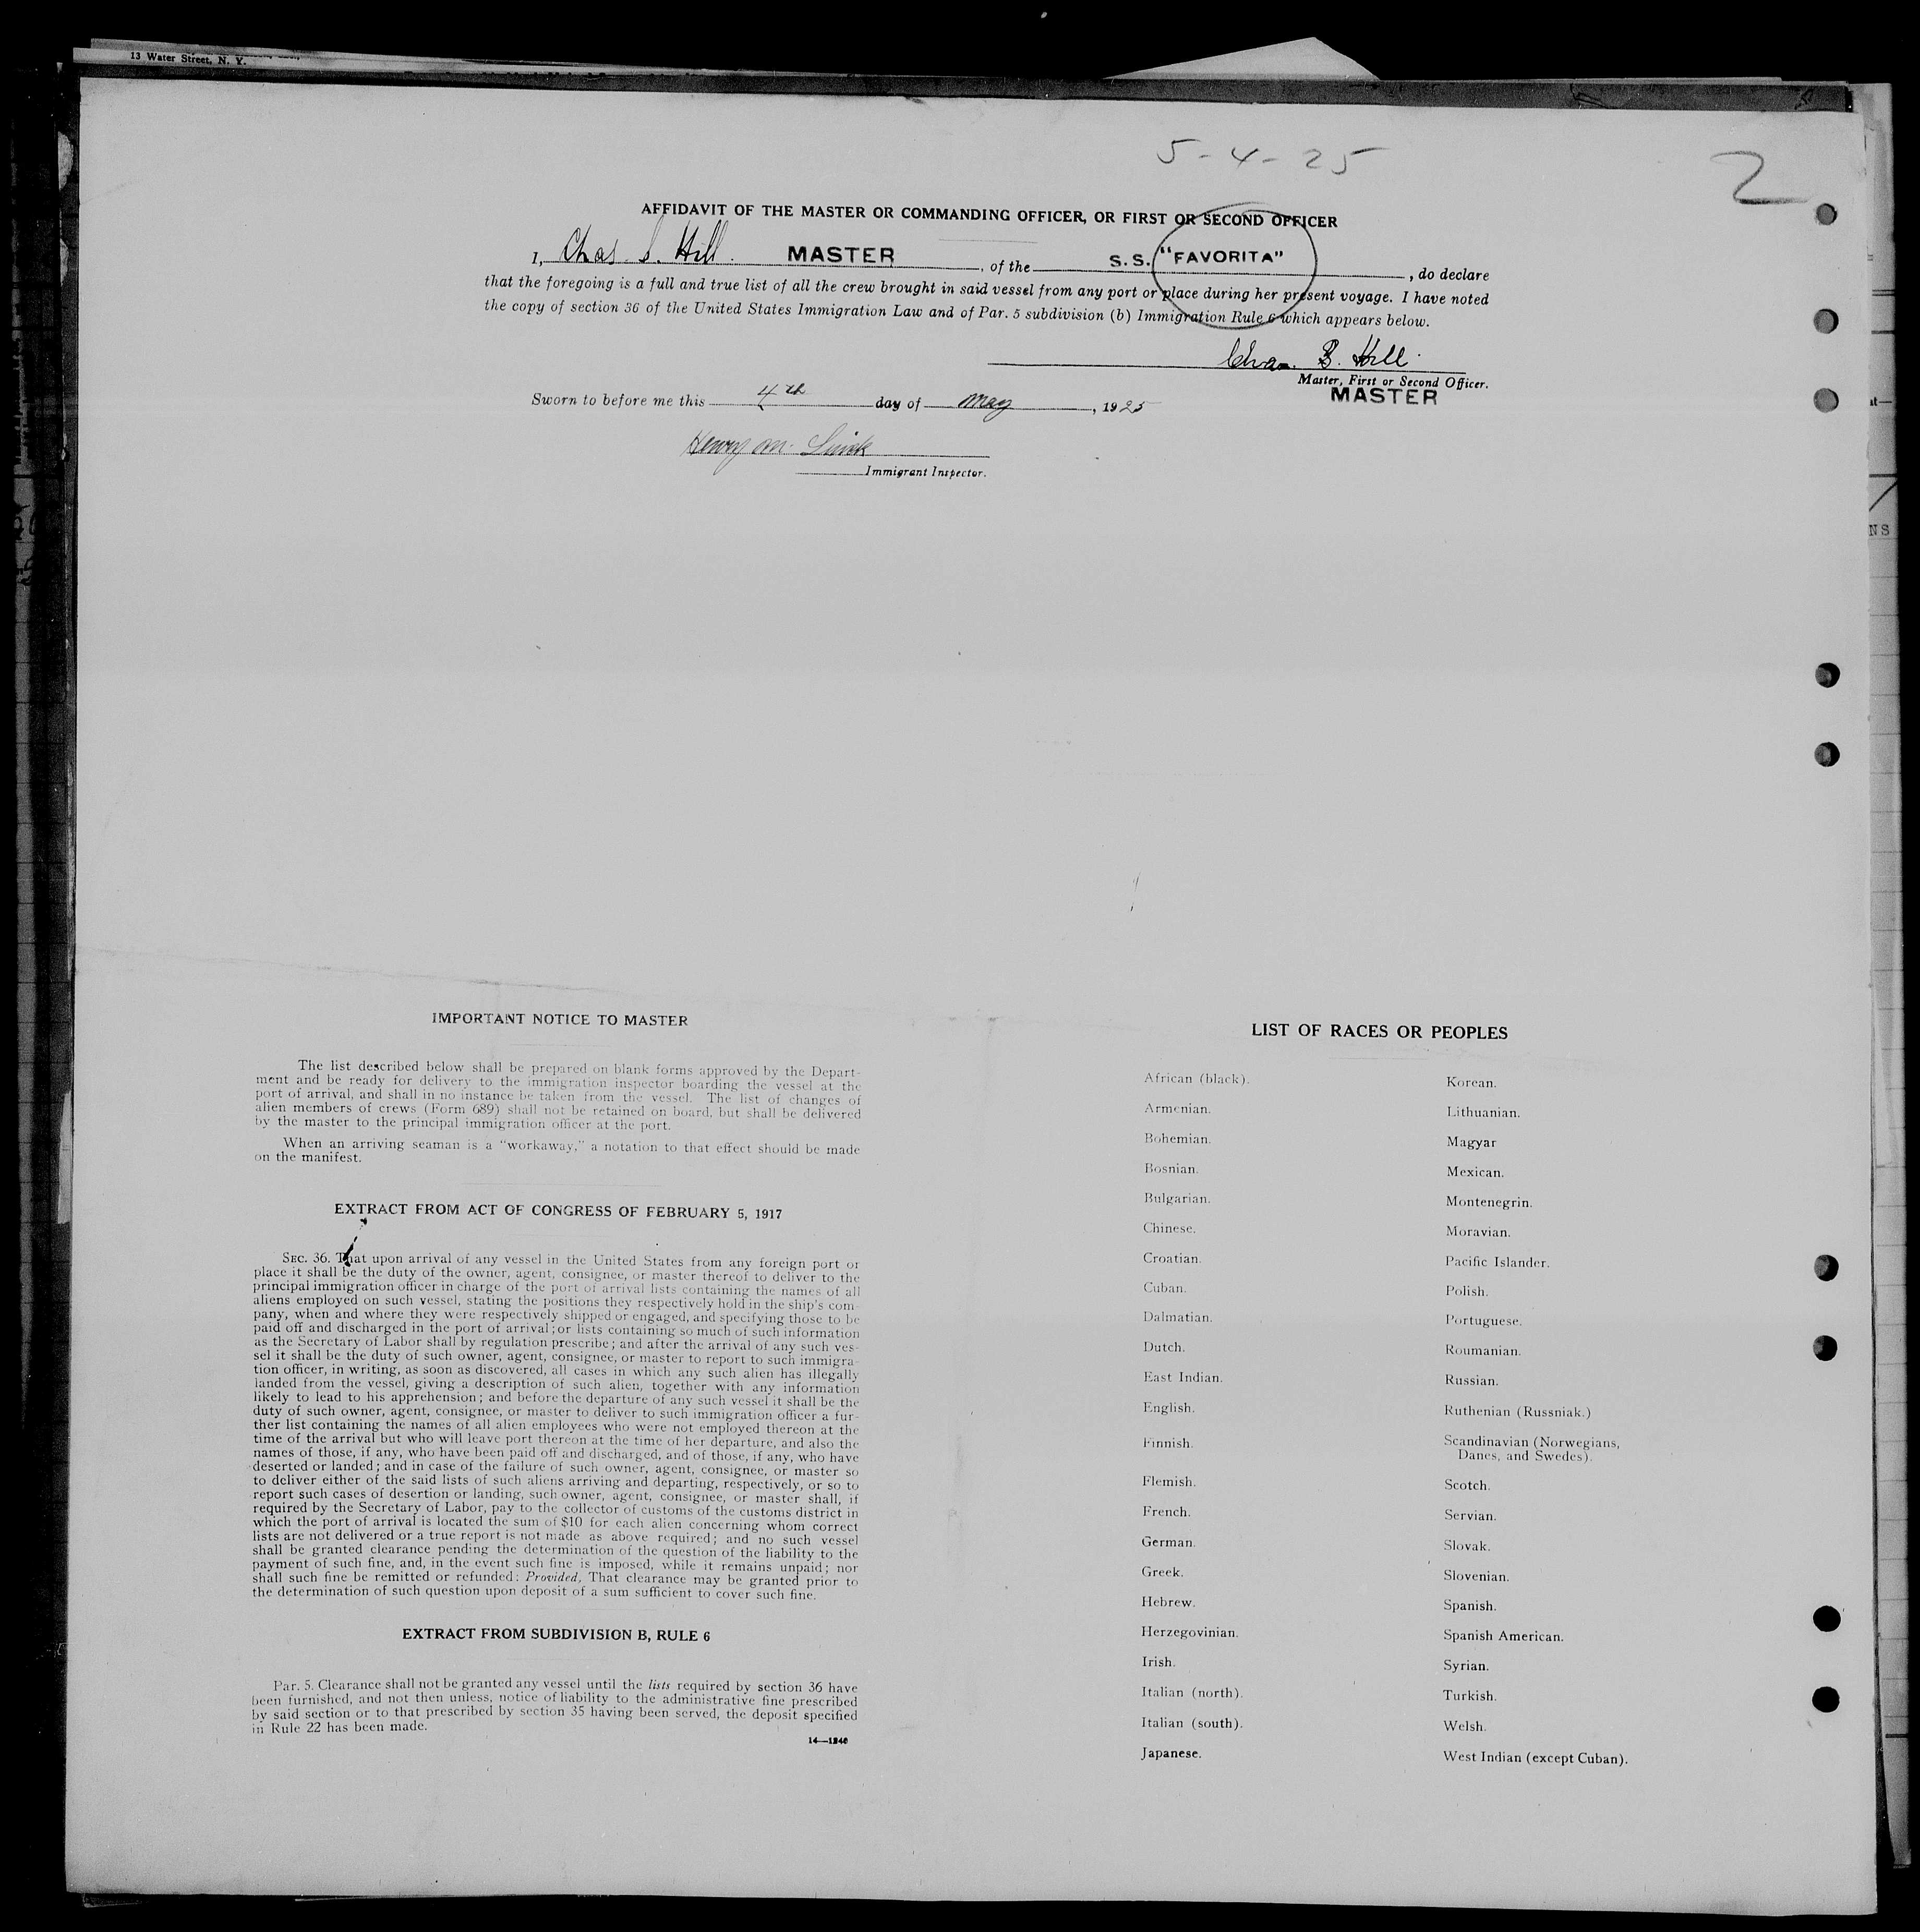 13 Water Street, N. Y.
5-4-25
2
AFFIDAVIT OF THE MASTER OR COMMANDING OFFICER, OR FIRST OR SECOND OFFICER
I, Chas. S. Hill. MASTER, of the S.S. "FAVORITA", do declare
that the foregoing is a full and true list of all the crew brought in said vessel from any port or place during her present voyage. I have noted
the copy of section 36 of the United States Immigration Law and of Par. 5 subdivision (b) Immigration Rule 6 which appears below.
Chas. B. Hill.
Master, First or Second Officer.
MASTER
Sworn to before me this 4th day of May, 1925
Henry M.
Immigrant Inspector.
NS
IMPORTANT NOTICE TO MASTER
The list described below shall be prepared on blank forms approved by the Depart-
ment and be ready for delivery to the immigration inspector boarding the vessel at the
port of arrival, and shall in no instance be taken from the vessel. The list of changes of
alien members of crews (Form 689) shall not be retained on board, but shall be delivered
by the master to the principal immigration officer at the port.
When an arriving seaman is a "workaway," a notation to that effect should be made
on the manifest.
EXTRACT FROM ACT OF CONGRESS OF FEBRUARY 5, 1917
SEC. 36. That upon arrival of any vessel in the United States from any foreign port or
place it shall be the duty of the owner, agent, consignee, or master thereof to deliver to the
principal immigration officer in charge of the port of arrival lists containing the names of all
aliens employed on such vessel, stating the positions they respectively hold in the ship's com-
pany, when and where they were respectively shipped or engaged, and specifying those to be
paid off and discharged in the port of arrival; or lists containing so much of such information
as the Secretary of Labor shall by regulation prescribe; and after the arrival of any such ves-
sel it shall be the duty of such owner, agent, consignee, or master to report to such immigra-
tion officer, in writing, as soon as discovered, all cases in which any such alien has illegally
landed from the vessel, giving a description of such alien, together with any information
likely to lead to his apprehension; and before the departure of any such vessel it shall be the
duty of such owner, agent, consignee, or master to deliver to such immigration officer a fur-
ther list containing the names of all alien employees who were not employed thereon at the
time of the arrival but who will leave port thereon at the time of her departure, and also the
names of those, if any, who have been paid off and discharged, and of those, if any, who have
deserted or landed; and in case of the failure of such owner, agent, consignee, or master so
to deliver either of the said lists of such aliens arriving and departing, respectively, or so to
report such cases of desertion or landing, such owner, agent, consignee, or master shall, if
required by the Secretary of Labor, pay to the collector of customs of the customs district in
which the port of arrival is located the sum of $10 for each alien concerning whom correct
lists are not delivered or a true report is not made as above required; and no such vessel
shall be granted clearance pending the determination of the question of the liability to the
payment of such fine, and, in the event such fine is imposed, while it remains unpaid; nor
shall such fine be remitted or refunded: Provided, That clearance may be granted prior to
the determination of such question upon deposit of a sum sufficient to cover such fine.
EXTRACT FROM SUBDIVISION B, RULE 6
Par. 5. Clearance shall not be granted any vessel until the lists required by section 36 have
been furnished, and not then unless, notice of liability to the administrative fine prescribed
by said section or to that prescribed by section 35 having been served, the deposit specified
in Rule 22 has been made.
14—1240
LIST OF RACES OR PEOPLES
African (black).
Armenian.
Bohemian.
Bosnian.
Bulgarian.
Chinese.
Croatian.
Cuban.
Dalmatian.
Dutch.
East Indian.
English.
Finnish.
Flemish.
French.
German.
Greek.
Hebrew.
Herzegovinian.
Irish.
Italian (north).
Italian (south).
Japanese.
Korean.
Lithuanian.
Magyar
Mexican.
Montenegrin.
Moravian.
Pacific Islander.
Polish.
Portuguese.
Roumanian.
Russian.
Ruthenian (Russniak.)
Scandinavian (Norwegians,
Danes, and Swedes).
Scotch.
Servian.
Slovak.
Slovenian.
Spanish.
Spanish American.
Syrian.
Turkish.
Welsh.
West Indian (except Cuban).